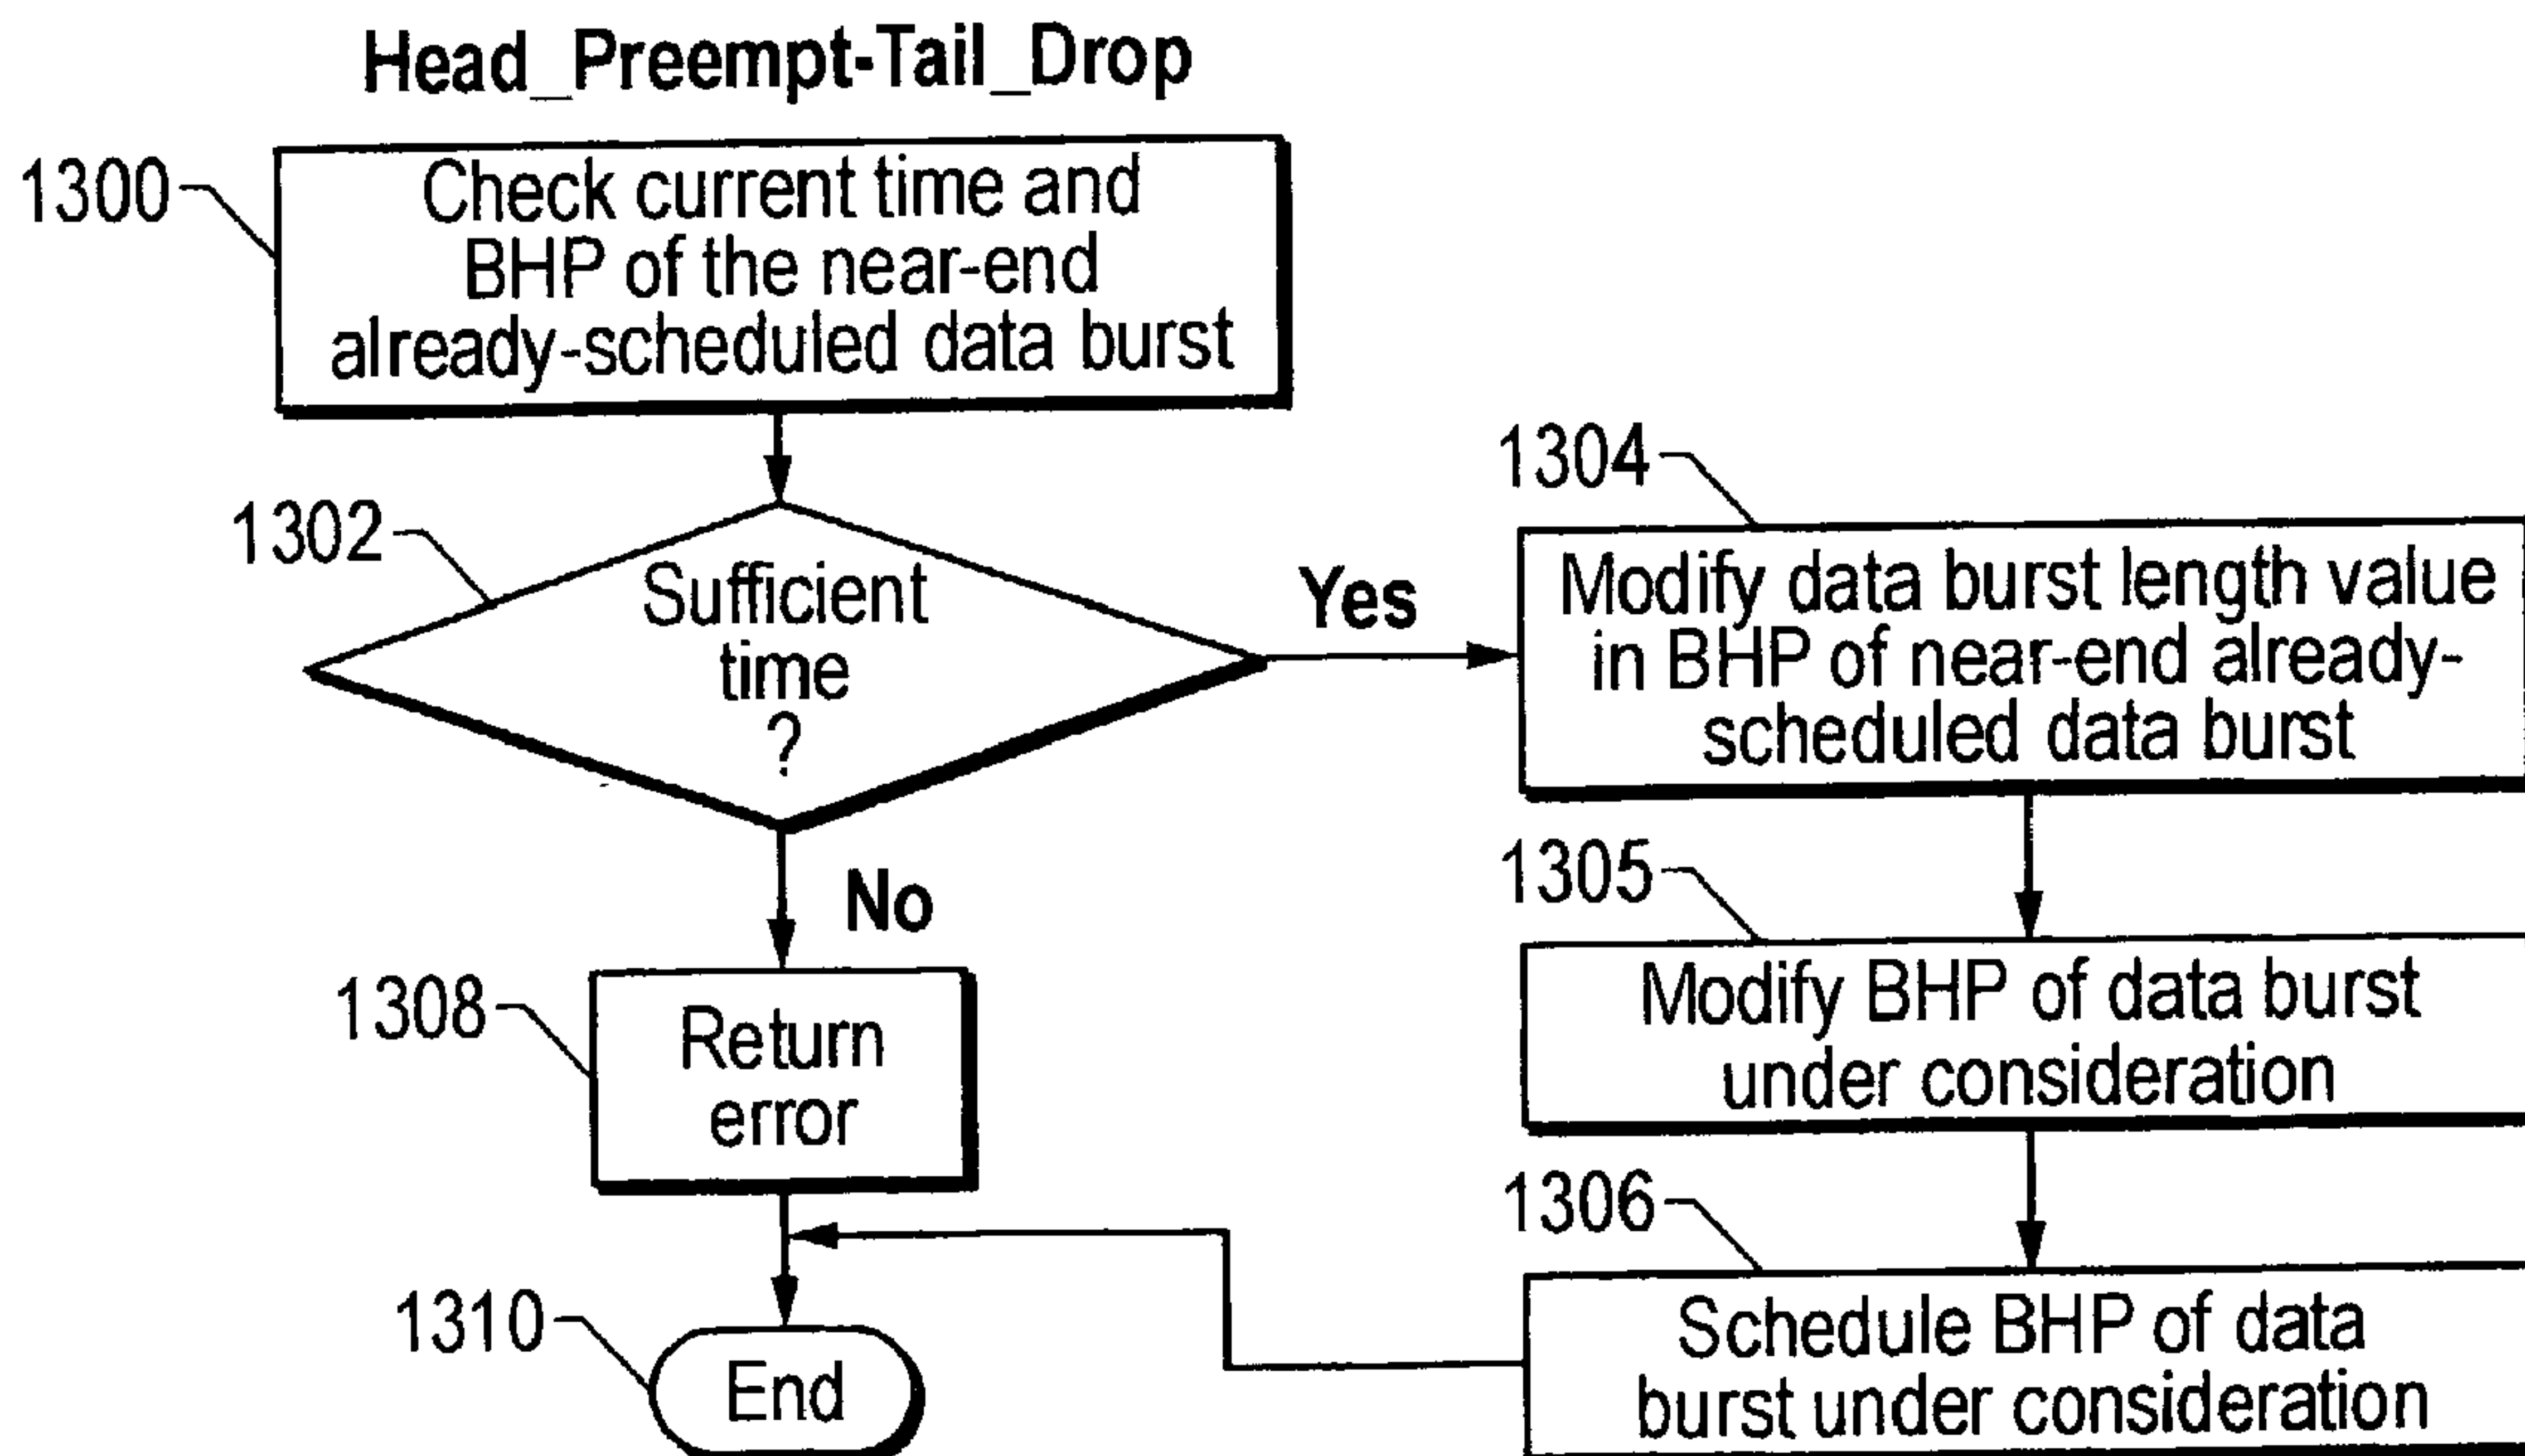 Head_Preempt-Tail_Drop
1300
Check current time and
BHP of the near-end
already-scheduled data burst
1302
Sufficient
time
?
Yes
No
1304
Modify data burst length value
in BHP of near-end already-
scheduled data burst
1305
Modify BHP of data burst
under consideration
1306
Schedule BHP of data
burst under consideration
1308
Return
error
1310
End